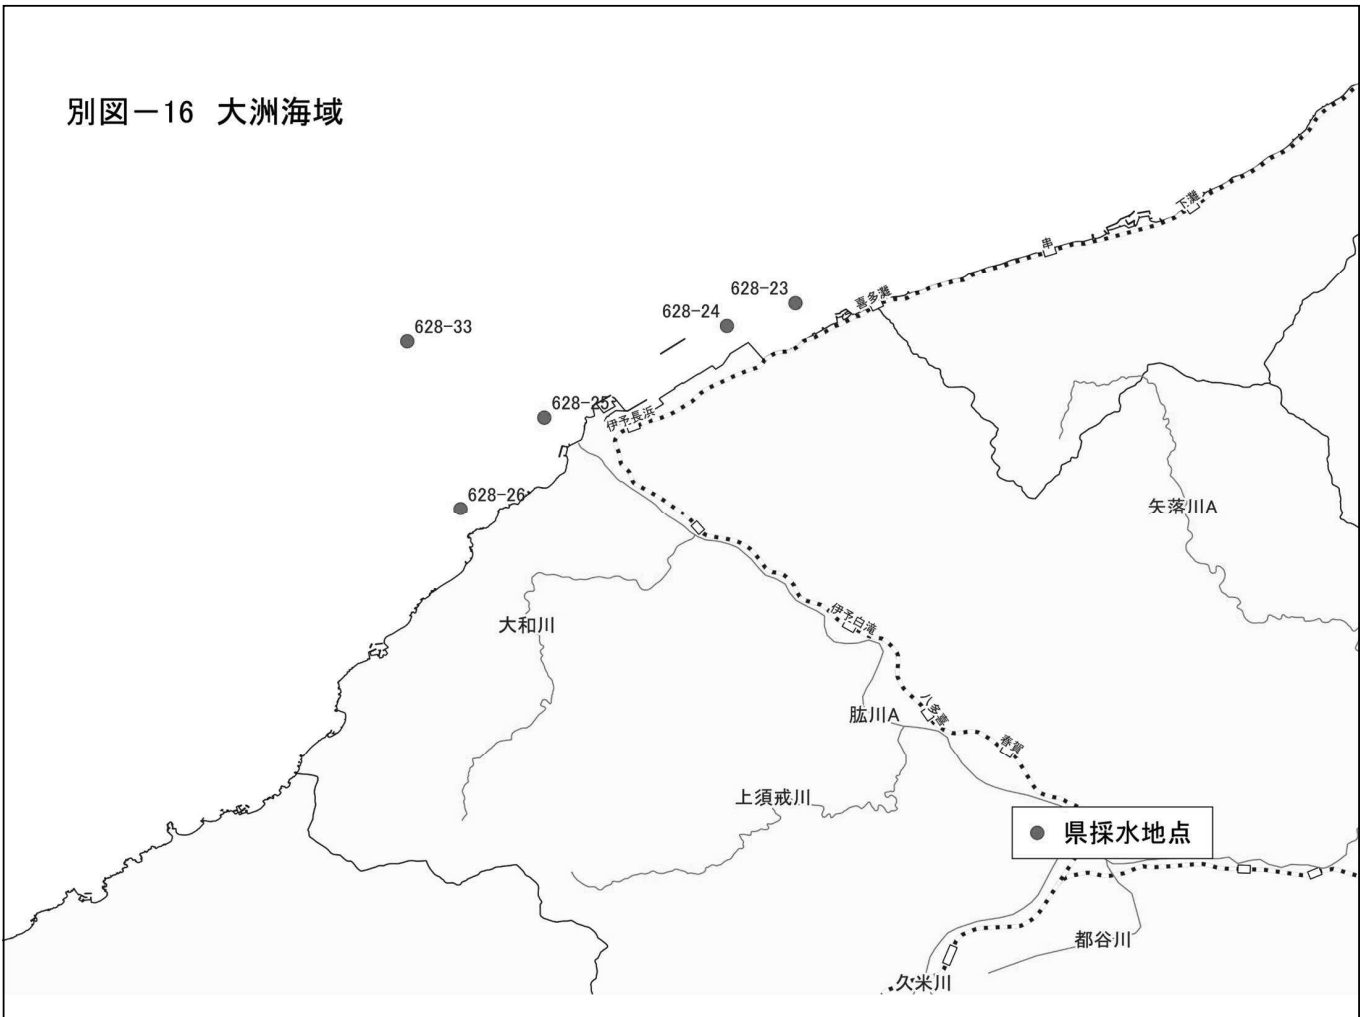 別図－16 大洲海域
下灘
串
628-23
喜多灘
628-24
628-33
628-25
伊予長浜
628-26
矢落川A
大和川
伊予白滝
八多喜
肱川A
春賀
上須戒川
県採水地点
都谷川
久米川